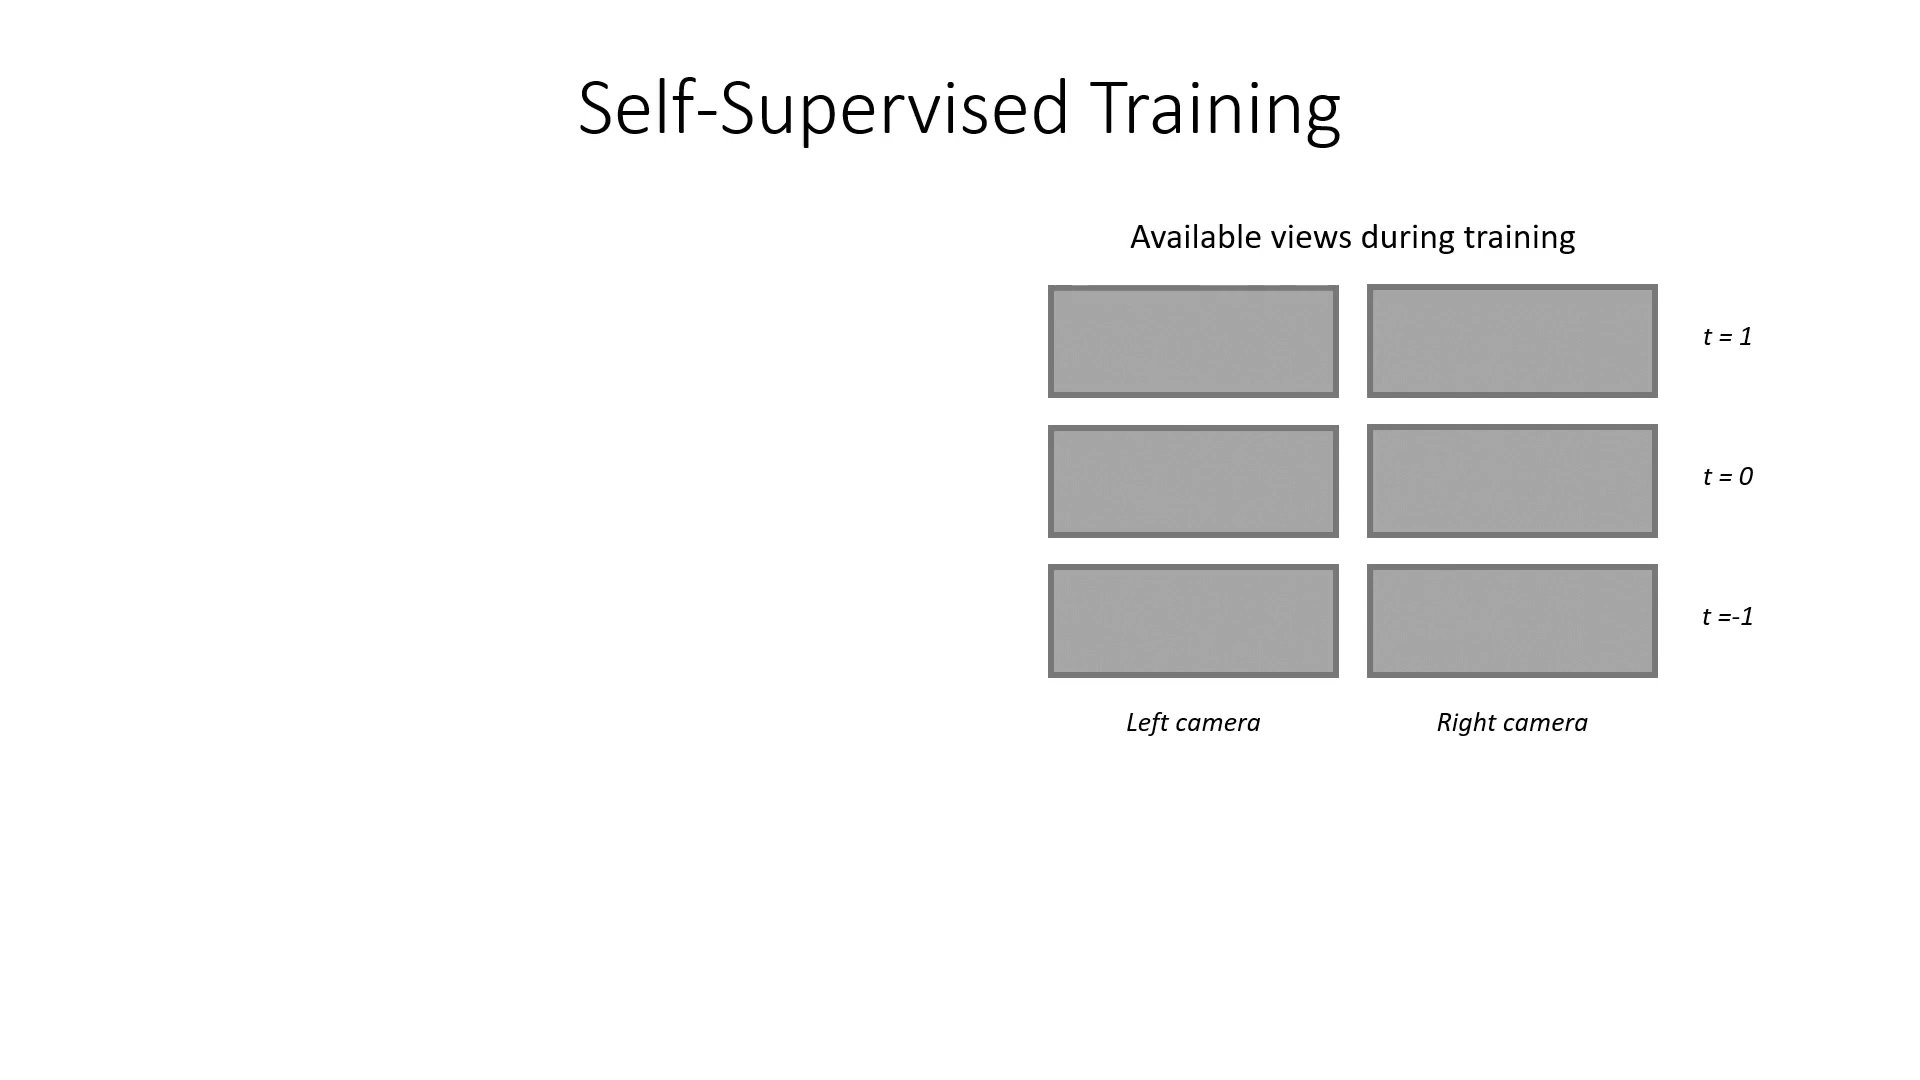 Self-Supervised Training
Available views during training
t = 1
t = 0
t =-1
Left camera
Right camera